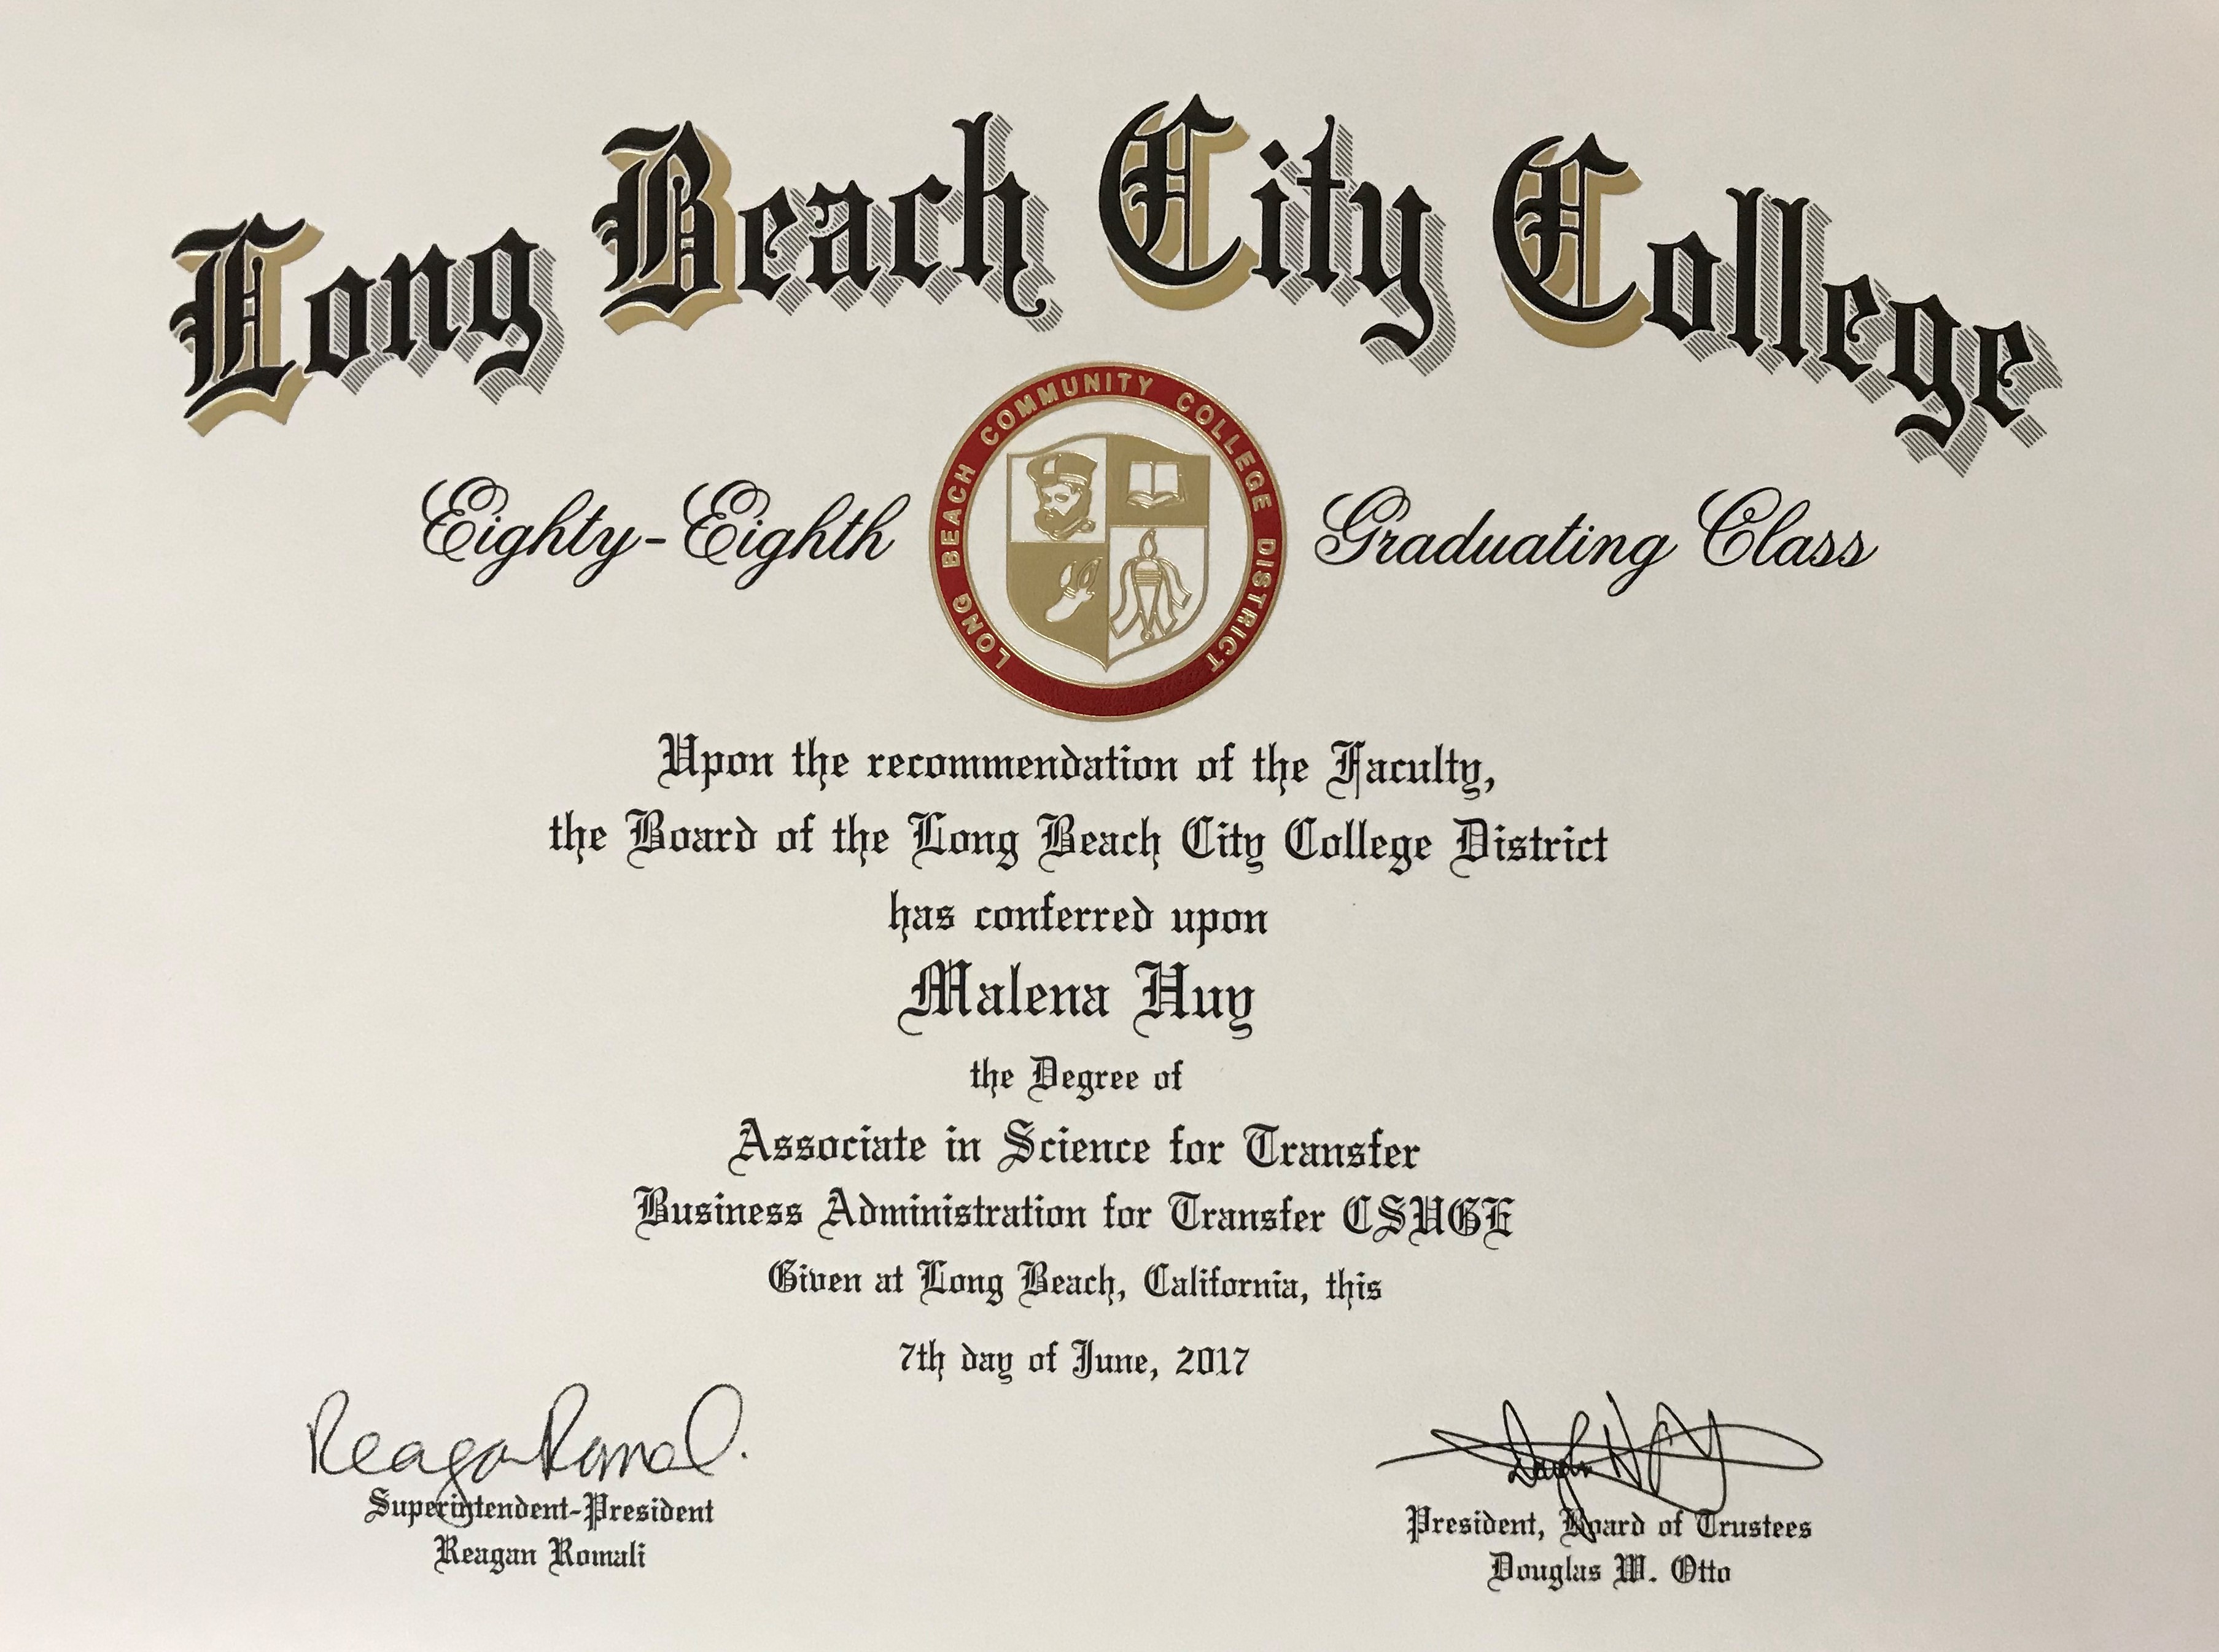 Long Beach City College
Eighty-Eighth
LONG BEACH COMMUNITY COLLEGE DISTRICT
Graduating Class
Upon the recommendation of the Faculty,
the Board of the Long Beach City College District
has conferred upon
Malena Huy
the Degree of
Associate in Science for Transfer
Business Administration for Transfer CSUGE
Given at Long Beach, California, this
7th day of June, 2017
Reagan Romali
Superintendent-President
Reagan Romali
President, Board of Trustees
Douglas W. Otto